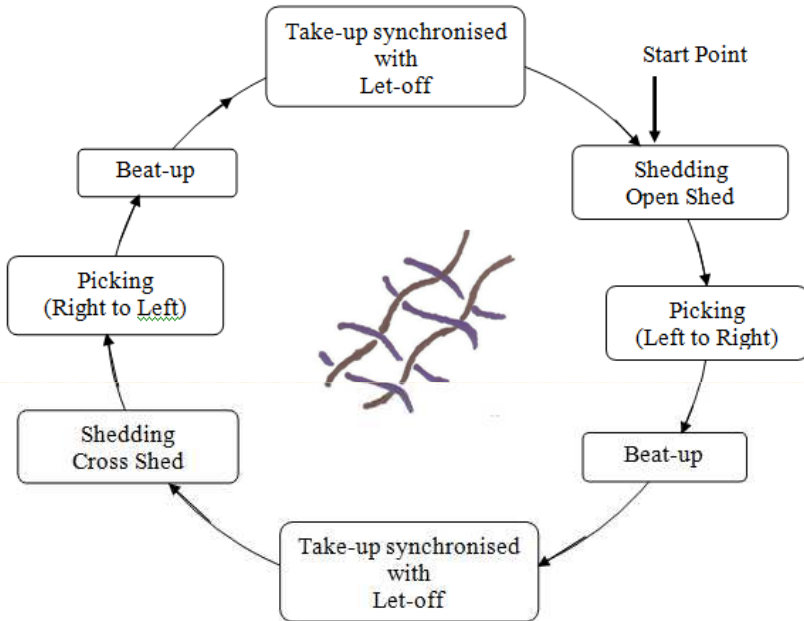 Take-up synchronised
with
Let-off
Start Point
Shedding
Open Shed
Picking
(Left to Right)
Beat-up
Take-up synchronised
with
Let-off
Shedding
Cross Shed
Picking
(Right to Left)
Beat-up